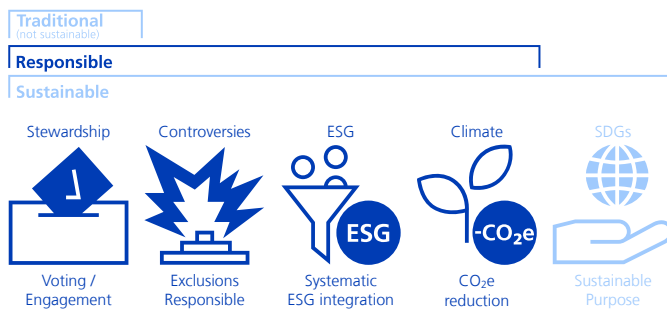 Traditional
(not sustainable)
Responsible
Sustainable
Stewardship
Controversies
ESG
Climate
SDGs
ESG
-CO₂e
Voting /
Engagement
Exclusions
Responsible
Systematic
ESG integration
CO₂e
reduction
Sustainable
Purpose